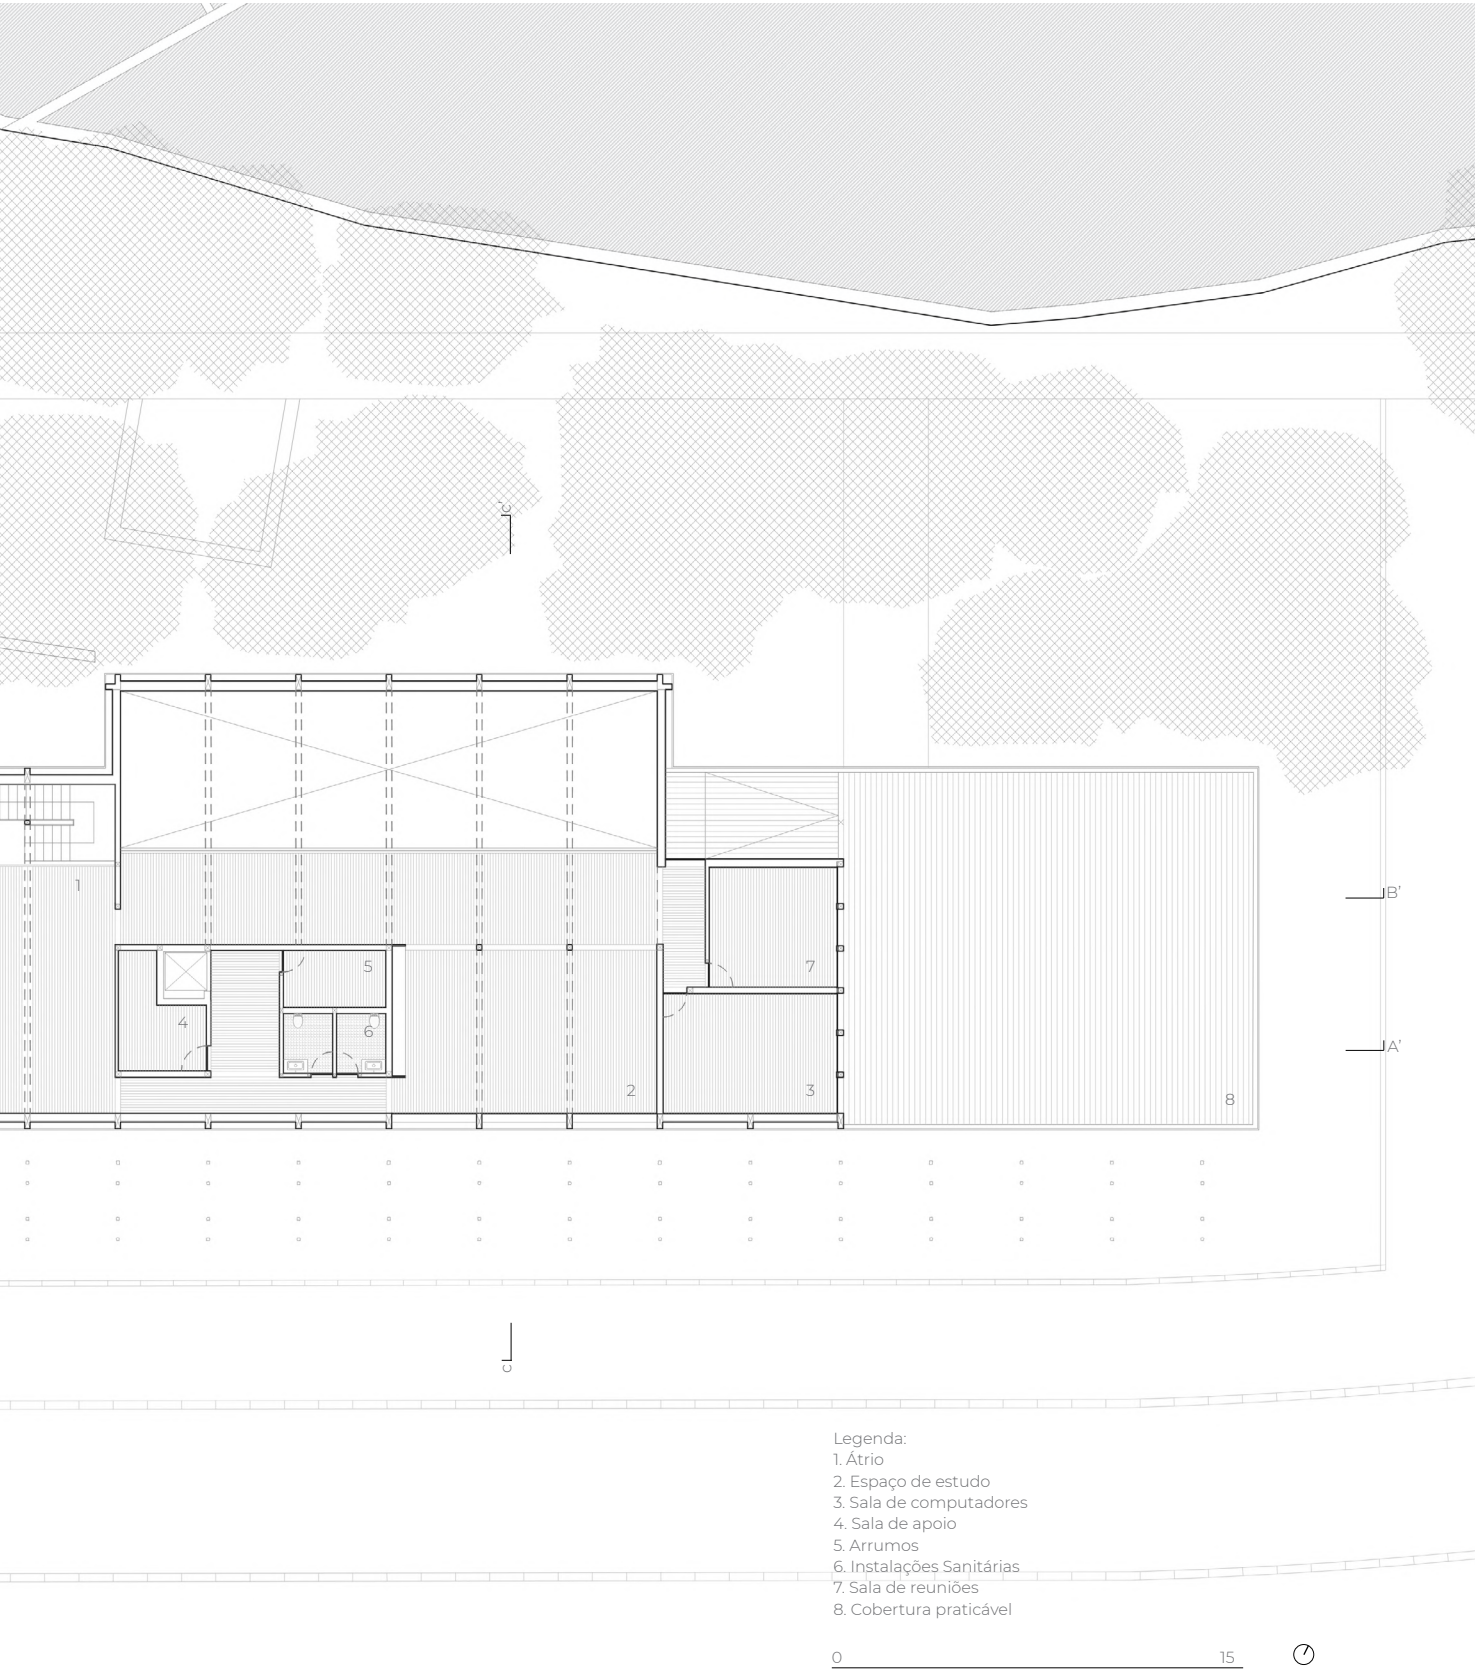 c'
1
B'
5
7
4
6
A'
2
3
8
c
Legenda:
1. Átrio
2. Espaço de estudo
3. Sala de computadores
4. Sala de apoio
5. Arrumos
6. Instalações Sanitárias
7. Sala de reuniões
8. Cobertura praticável
0 15